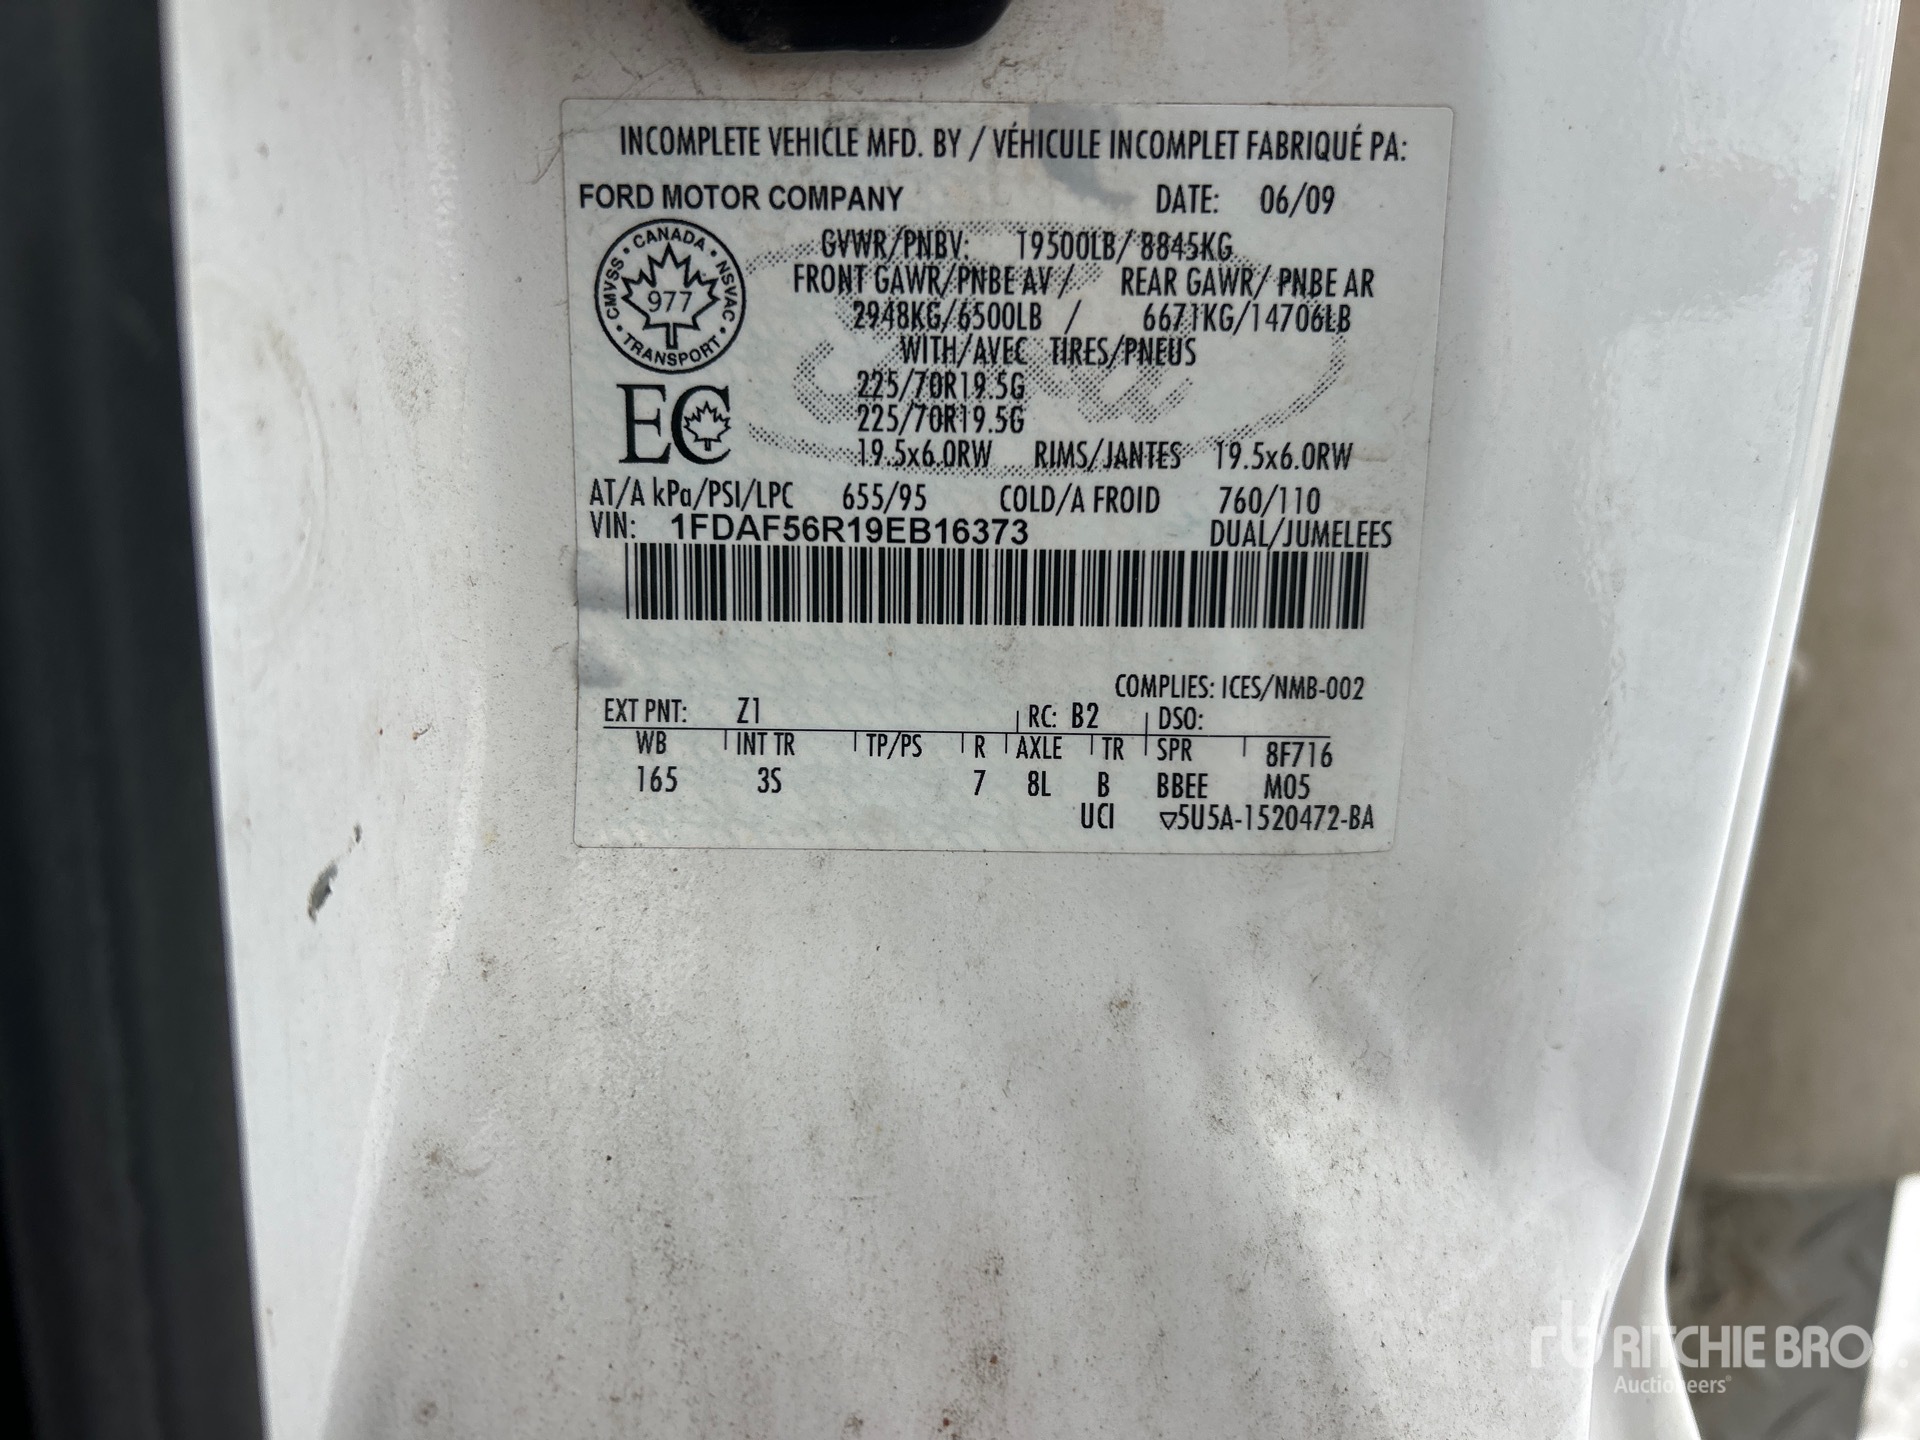 INCOMPLETE VEHICLE MFD. BY / VÉHICULE INCOMPLET FABRIQUÉ PA:
FORD MOTOR COMPANY DATE: 06/09
GVWR/PNBV: 19500LB/ 8845KG
FRONT GAWR/PNBE AV / REAR GAWR/ PNBE AR
2948KG/6500LB / 6671KG/14706LB
WITH/AVEC TIRES/PNEUS
225/70R19.5G
225/70R19.5G
19.5x6.0RW RIMS/JANTES 19.5x6.0RW
AT/A kPa/PSI/LPC 655/95 COLD/A FROID 760/110
VIN: 1FDAF56R19EB16373 DUAL/JUMELEES
CANADA
CMVSS NSVAC
977
TRANSPORT
EC
COMPLIES: ICES/NMB-002
EXT PNT: Z1 RC: B2 DSO:
WB INT TR TP/PS R AXLE TR SPR 8F716
165 3S 7 8L B BBEE M05
UCI ▽5U5A-1520472-BA
rb RITCHIE BROS.
Auctioneers